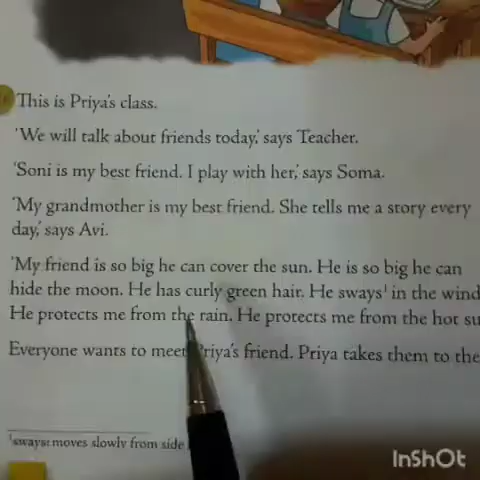 This is Priya's class.
'We will talk about friends today,' says Teacher.
'Soni is my best friend. I play with her,' says Soma.
'My grandmother is my best friend. She tells me a story every
day,' says Avi.
'My friend is so big he can cover the sun. He is so big he can
hide the moon. He has curly green hair. He sways¹ in the wind
He protects me from the rain. He protects me from the hot su
Everyone wants to meet Priya's friend. Priya takes them to the
¹sways: moves slowly from side
InShOt